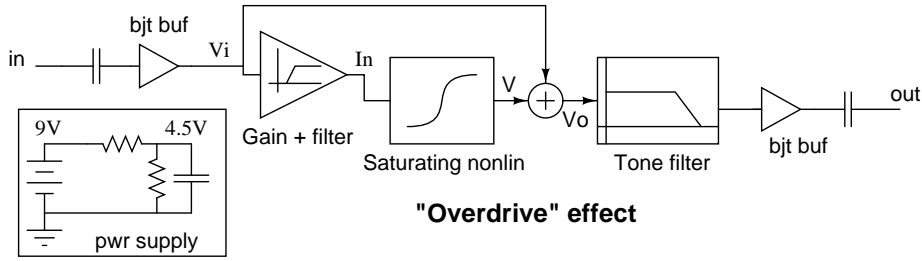 bjt buf
in
Vi
In
V
Vo
out
Gain + filter
Saturating nonlin
Tone filter
bjt buf
9V
4.5V
pwr supply
"Overdrive" effect